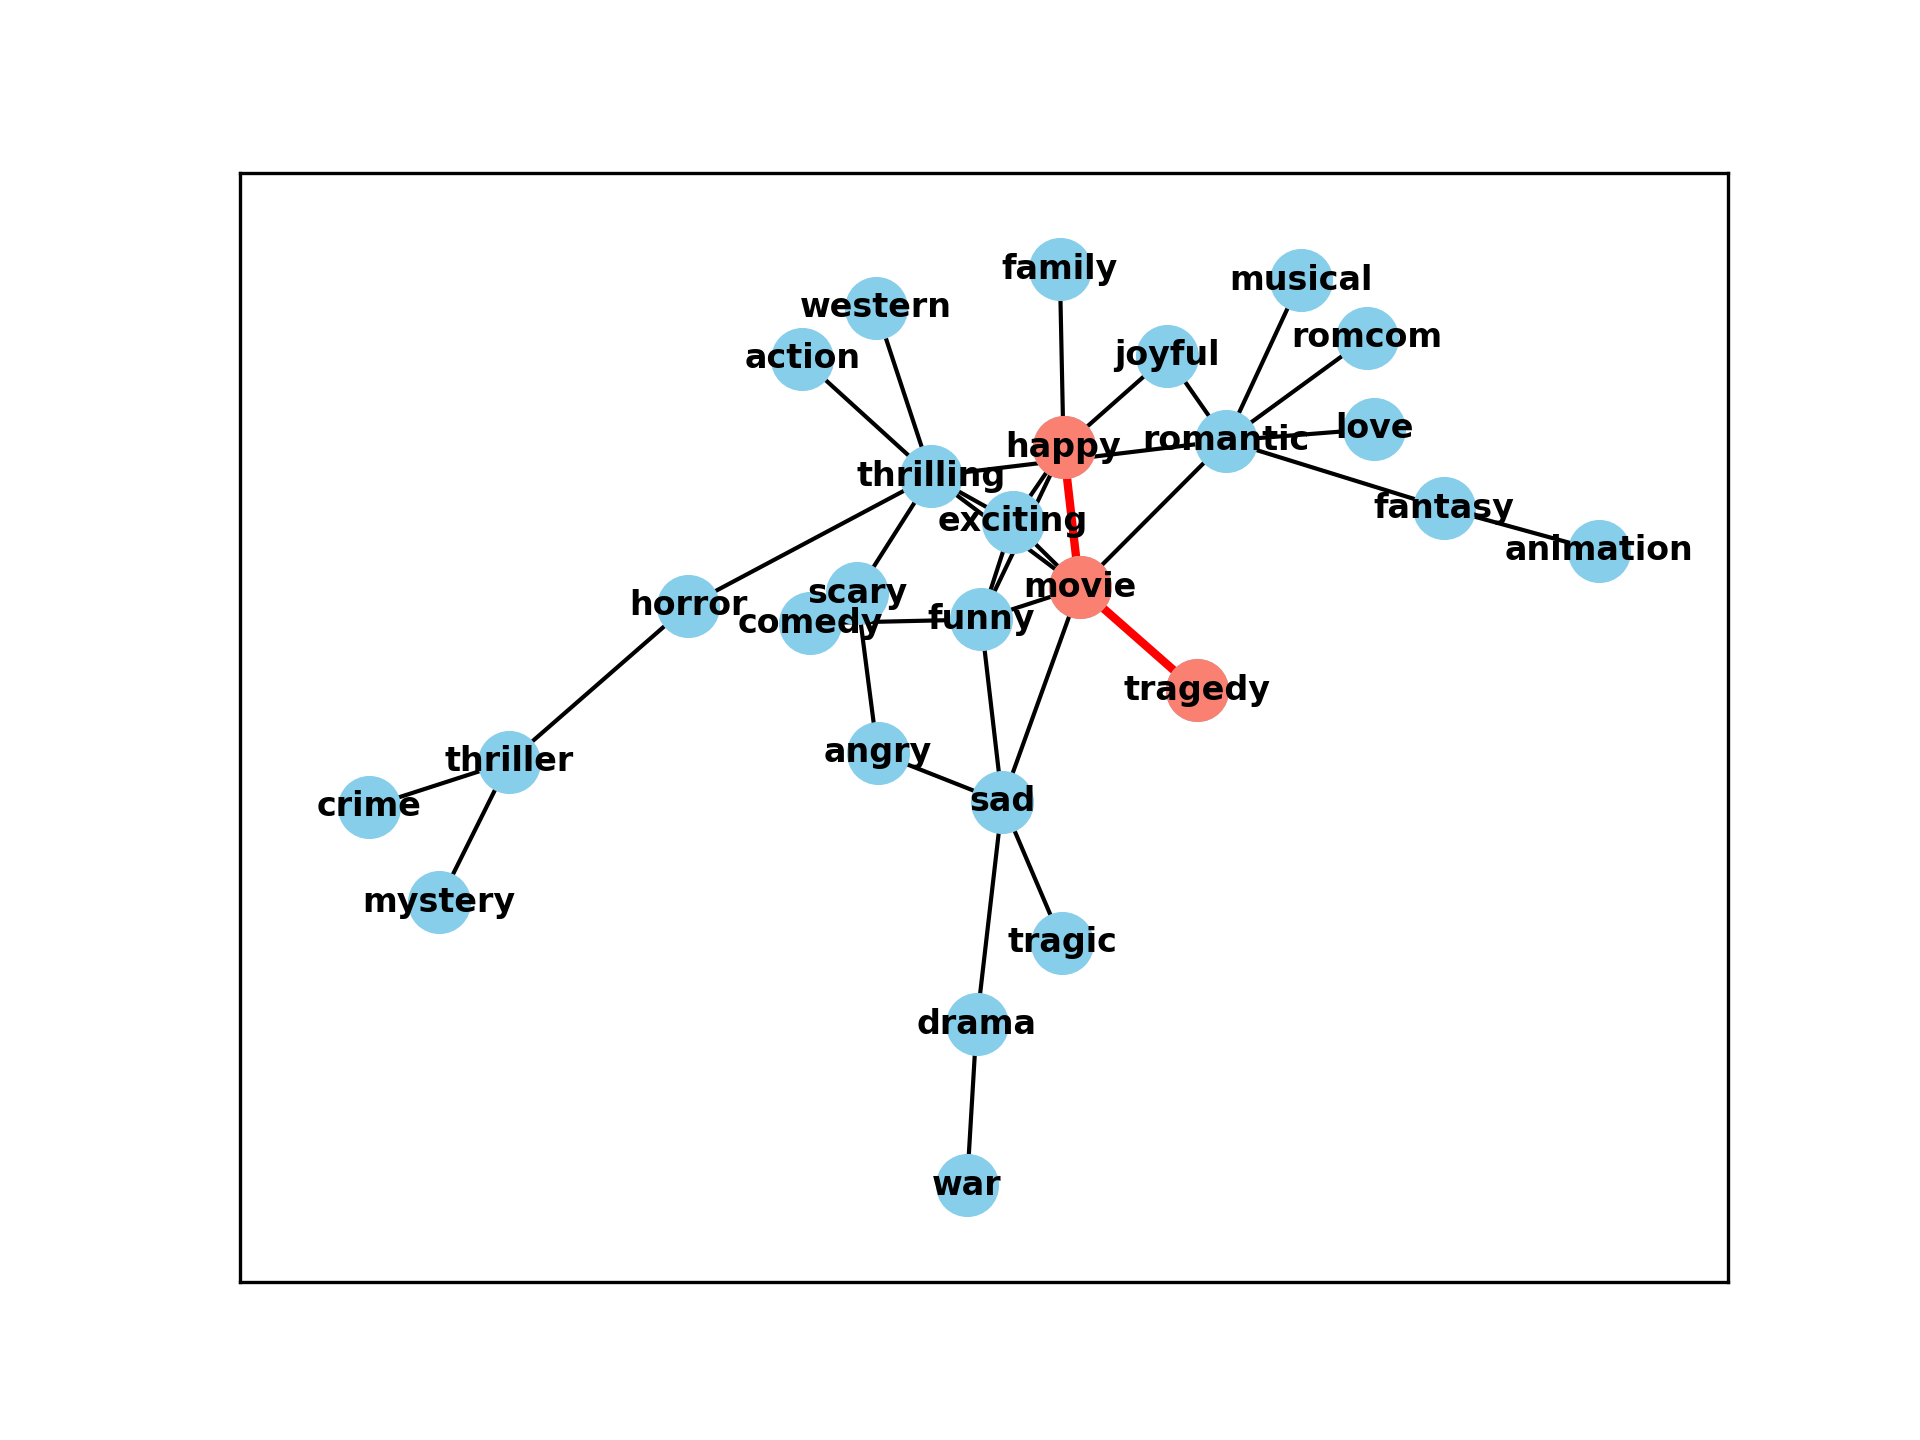 family
musical
western
romcom
action
joyful
love
romantic
happy
thrilling
fantasy
exciting
animation
movie
scary
horror
funny
comedy
tragedy
angry
thriller
sad
crime
mystery
tragic
drama
war